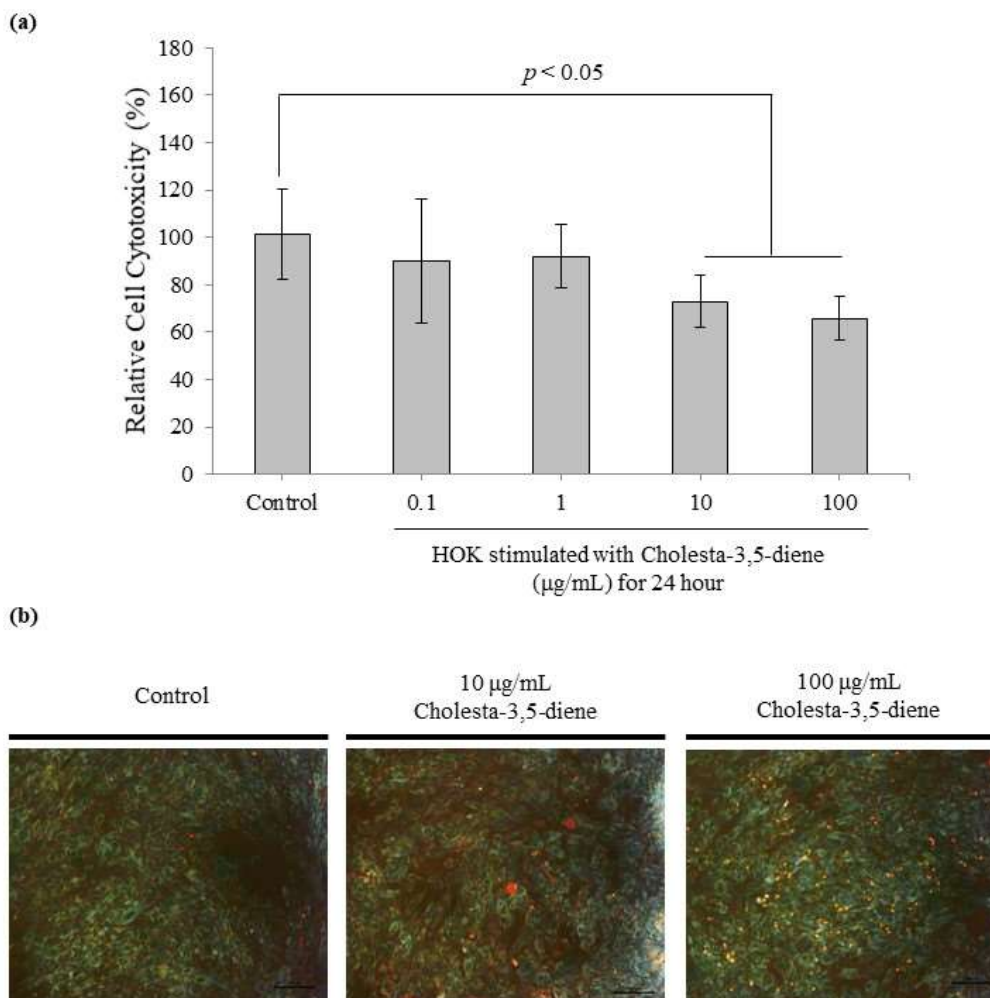 (a)
180
160
140
120
100
80
60
40
20
0
Relative Cell Cytotoxicity (%)
p < 0.05
Control 0.1 1 10 100
HOK stimulated with Cholesta-3,5-diene
(μg/mL) for 24 hour
(b)
Control
10 μg/mL
Cholesta-3,5-diene
100 μg/mL
Cholesta-3,5-diene